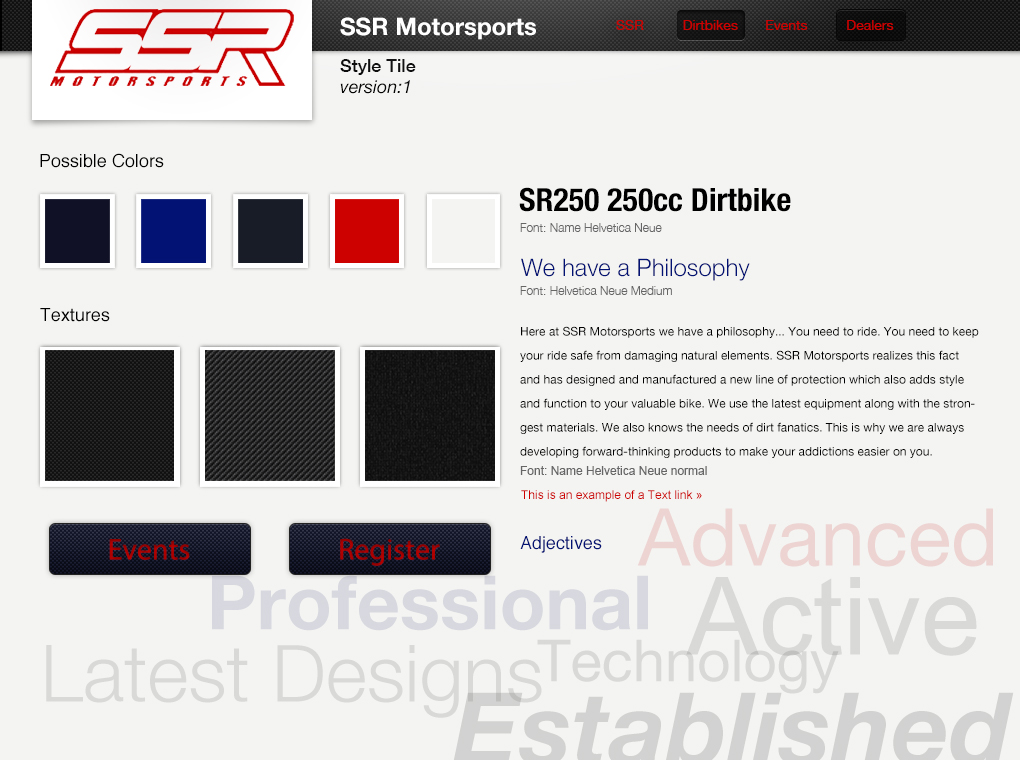 SSR
MOTORSPORTS
SSR Motorsports
SSR
Dirtbikes
Events
Dealers
Style Tile
version:1
Possible Colors
Textures
Events
Register
SR250 250cc Dirtbike
Font: Name Helvetica Neue
We have a Philosophy
Font: Helvetica Neue Medium
Here at SSR Motorsports we have a philosophy... You need to ride. You need to keep
your ride safe from damaging natural elements. SSR Motorsports realizes this fact
and has designed and manufactured a new line of protection which also adds style
and function to your valuable bike. We use the latest equipment along with the stron-
gest materials. We also knows the needs of dirt fanatics. This is why we are always
developing forward-thinking products to make your addictions easier on you.
Font: Name Helvetica Neue normal
This is an example of a Text link »
Adjectives
Advanced
Professional
Active
Latest Designs
Technology
Established